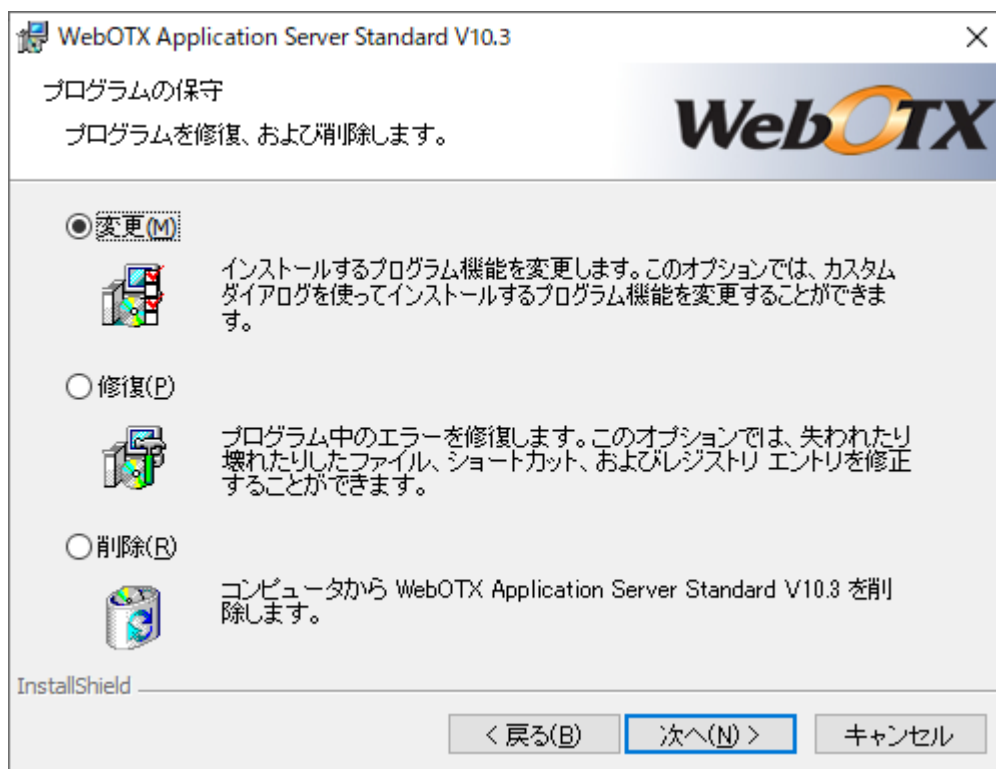 WebOTX Application Server Standard V10.3
プログラムの保守
プログラムを修復、および削除します。
WebOTX
変更(M)
インストールするプログラム機能を変更します。このオプションでは、カスタム
ダイアログを使ってインストールするプログラム機能を変更することができま
す。
修復(P)
プログラム中のエラーを修復します。このオプションでは、失われたり
壊れたりしたファイル、ショートカット、およびレジストリ エントリを修正
することができます。
削除(R)
コンピュータから WebOTX Application Server Standard V10.3 を削
除します。
InstallShield
< 戻る(B)
次へ(N) >
キャンセル